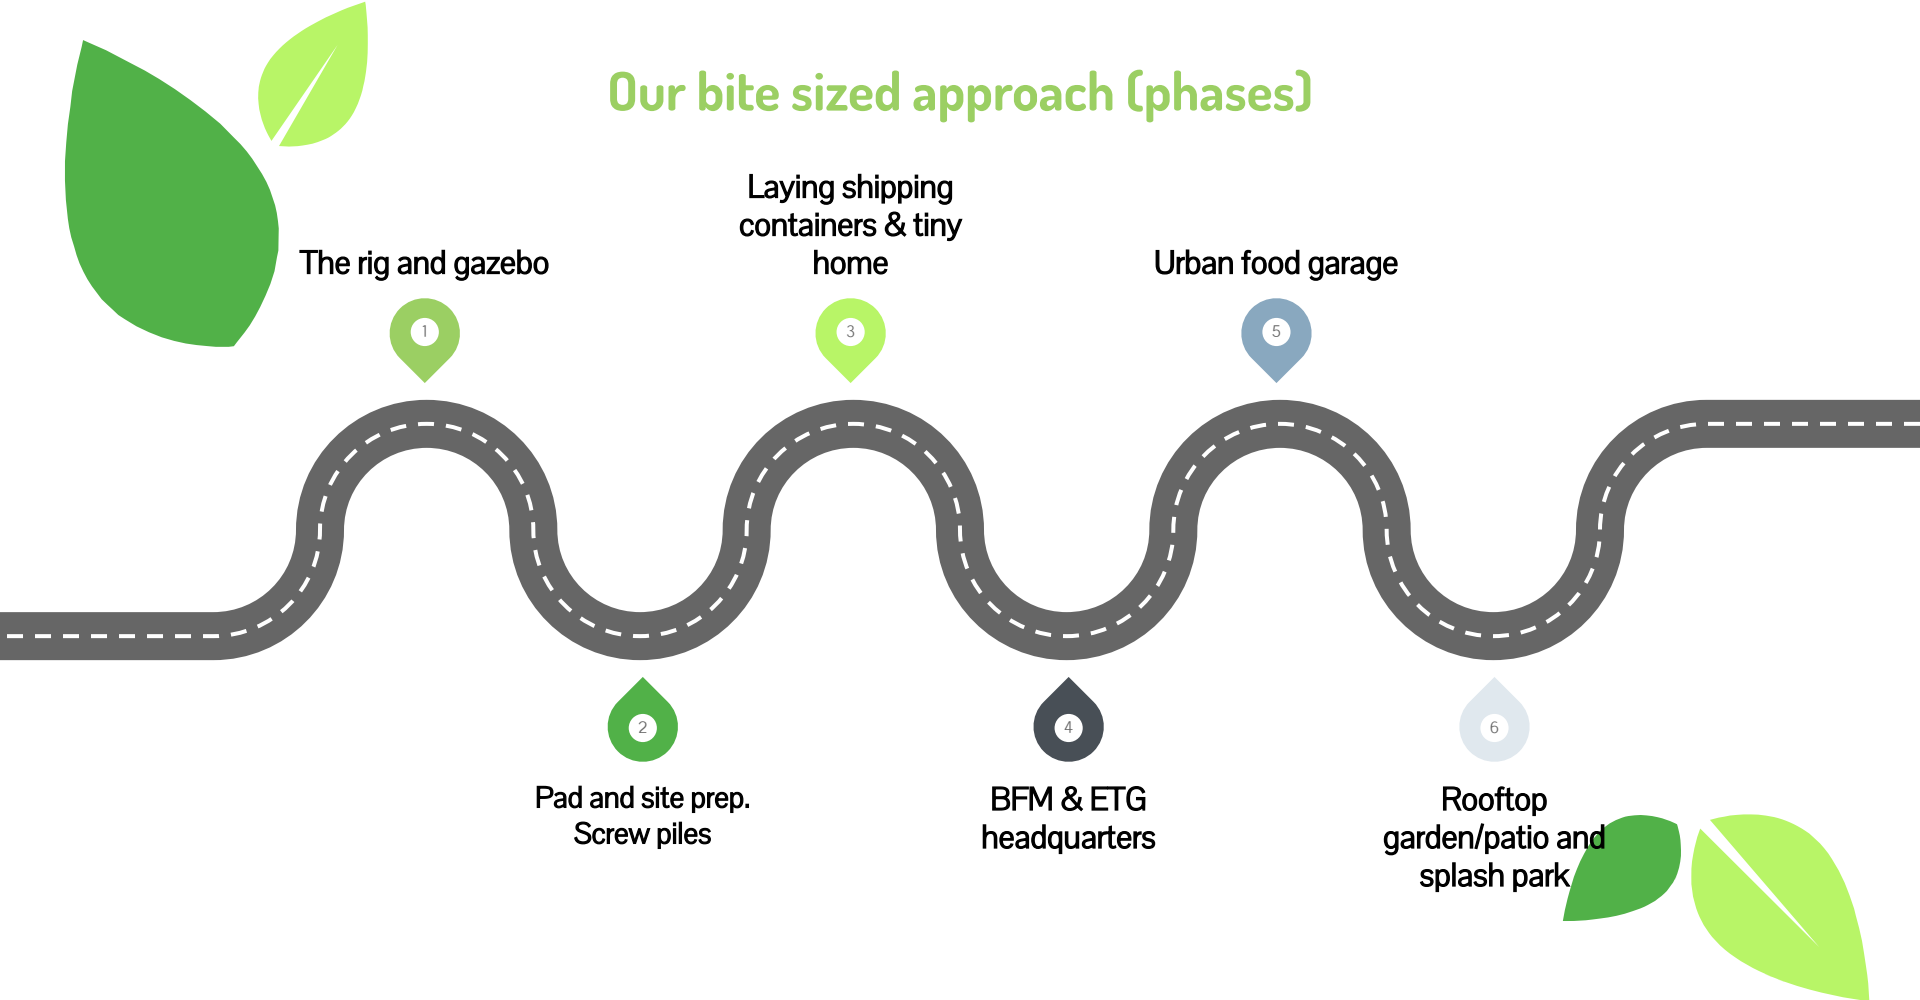 Our bite sized approach (phases)
The rig and gazebo
1
Pad and site prep.
Screw piles
2
Laying shipping
containers & tiny
home
3
BFM & ETG
headquarters
4
Urban food garage
5
Rooftop
garden/patio and
splash park
6